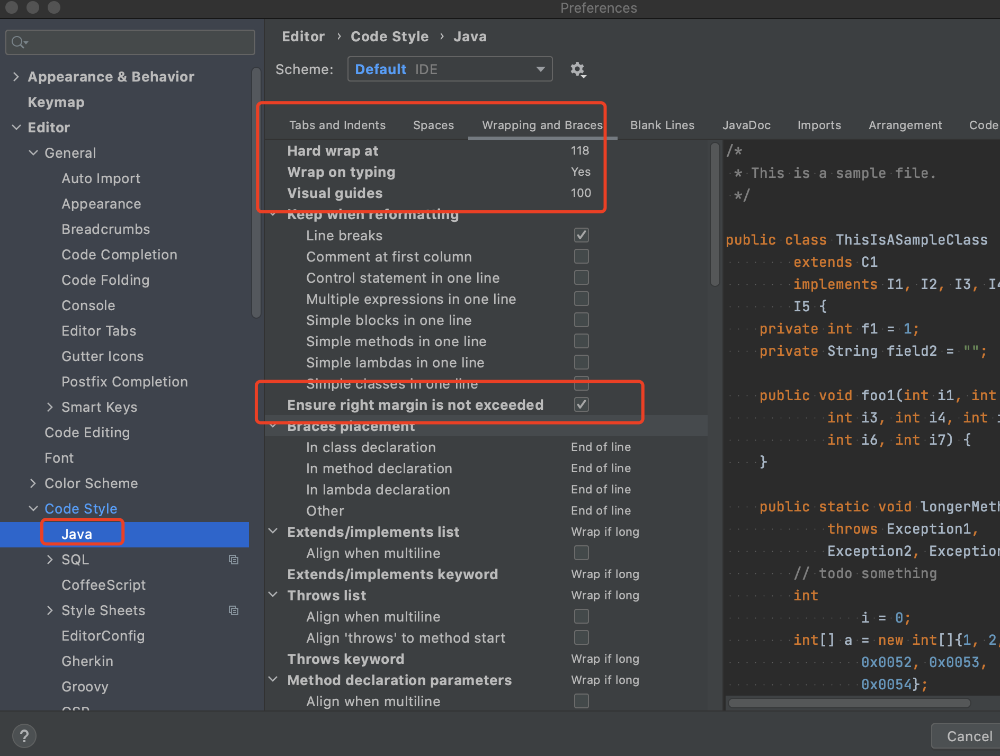 Preferences
Appearance & Behavior
Keymap
Editor
General
Auto Import
Appearance
Breadcrumbs
Code Completion
Code Folding
Console
Editor Tabs
Gutter Icons
Postfix Completion
Smart Keys
Code Editing
Font
Color Scheme
Code Style
Java
SQL
CoffeeScript
Style Sheets
EditorConfig
Gherkin
Groovy
Editor › Code Style › Java
Scheme: Default IDE
Tabs and Indents Spaces Wrapping and Braces Blank Lines JavaDoc Imports Arrangement Code
Hard wrap at 118
Wrap on typing Yes
Visual guides 100
Keep when reformatting
Line breaks
Comment at first column
Control statement in one line
Multiple expressions in one line
Simple blocks in one line
Simple methods in one line
Simple lambdas in one line
Simple classes in one line
Ensure right margin is not exceeded
Braces placement
In class declaration End of line
In method declaration End of line
In lambda declaration End of line
Other End of line
Extends/implements list Wrap if long
Align when multiline
Extends/implements keyword Wrap if long
Throws list Wrap if long
Align when multiline
Align 'throws' to method start
Throws keyword Wrap if long
Method declaration parameters Wrap if long
Align when multiline
/*
* This is a sample file.
*/
public class ThisIsASampleClass
extends C1
implements I1, I2, I3, I4
I5 {
private int f1 = 1;
private String field2 = "";
public void foo1(int i1, int
int i3, int i4, int i
int i6, int i7) {
}
public static void longerMeth
throws Exception1,
Exception2, Exception
// todo something
int
i = 0;
int[] a = new int[]{1, 2,
0x0052, 0x0053,
0x0054};
?
Cancel